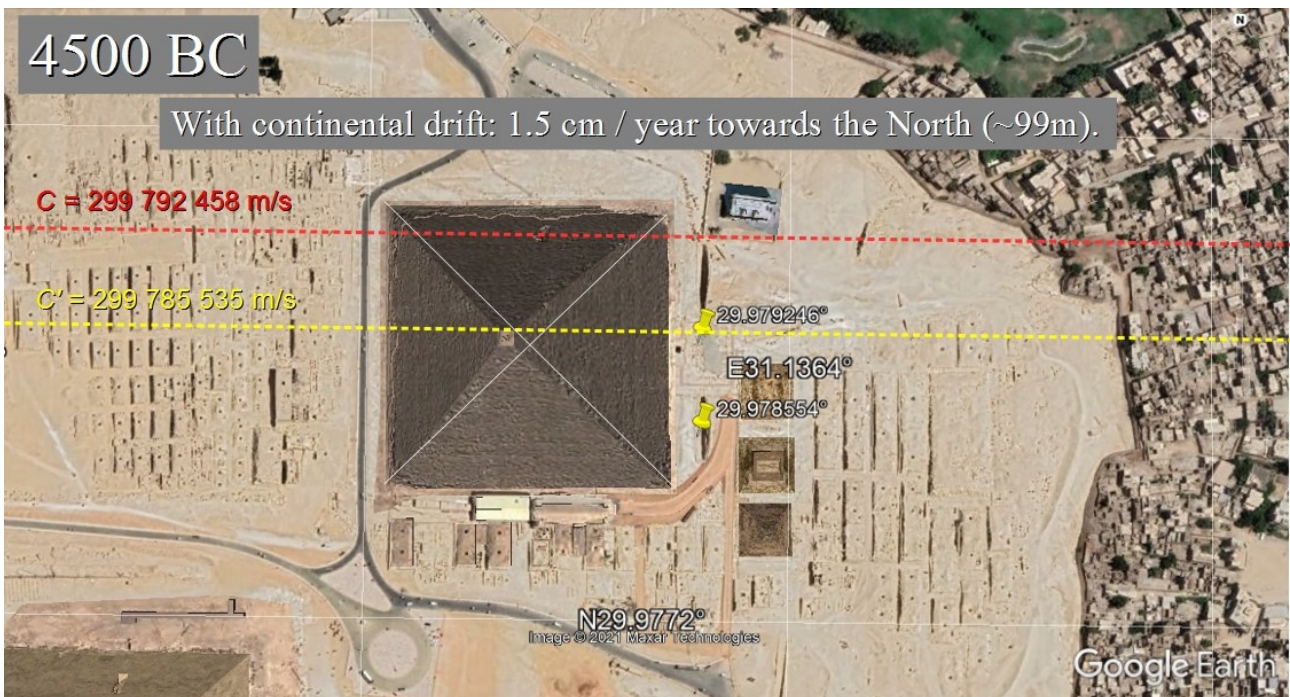 N
4500 BC
With continental drift: 1.5 cm / year towards the North (~99m).
C = 299 792 458 m/s
C' = 299 785 535 m/s
29.979246°
E31.1364°
29.978554°
N29.9772°
Image © 2021 Maxar Technologies
Google Earth